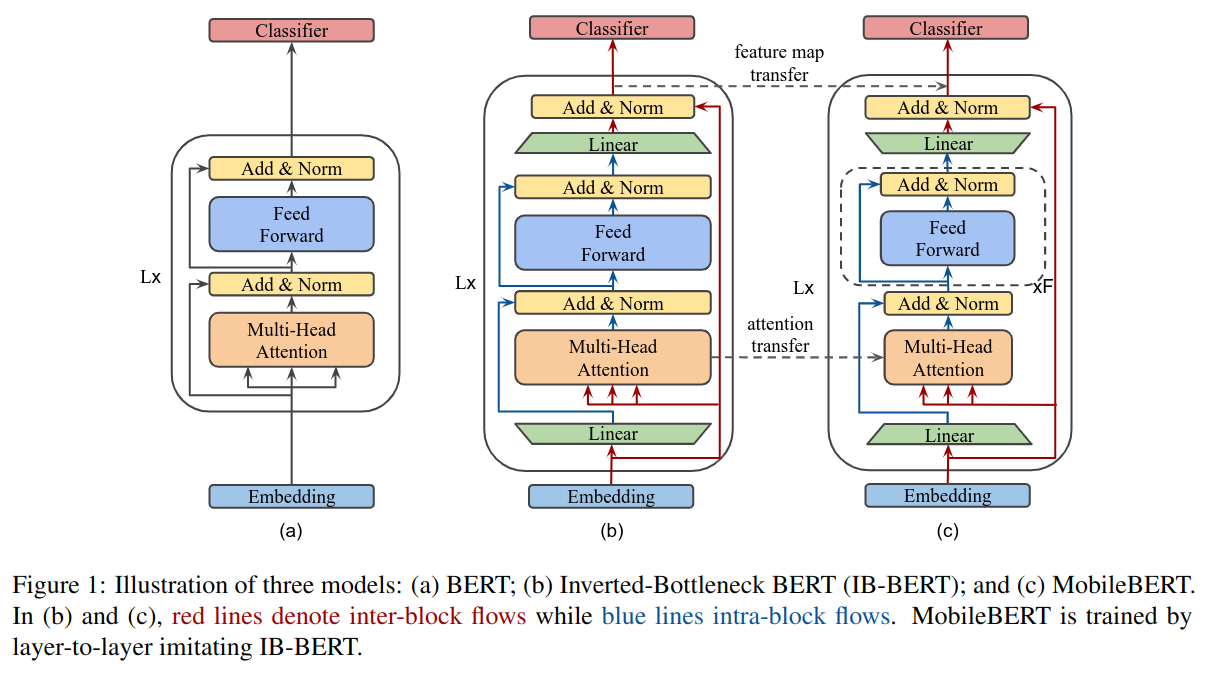 Classifier
Add & Norm
Feed
Forward
Lx
Add & Norm
Multi-Head
Attention
Embedding
(a)
Classifier
feature map
transfer
Add & Norm
Linear
Add & Norm
Feed
Forward
Lx
Add & Norm
attention
transfer
Multi-Head
Attention
Linear
Embedding
(b)
Classifier
Add & Norm
Linear
Add & Norm
Feed
Forward
Lx
xF
Add & Norm
Multi-Head
Attention
Linear
Embedding
(c)
Figure 1: Illustration of three models: (a) BERT; (b) Inverted-Bottleneck BERT (IB-BERT); and (c) MobileBERT.
In (b) and (c), red lines denote inter-block flows while blue lines intra-block flows. MobileBERT is trained by
layer-to-layer imitating IB-BERT.